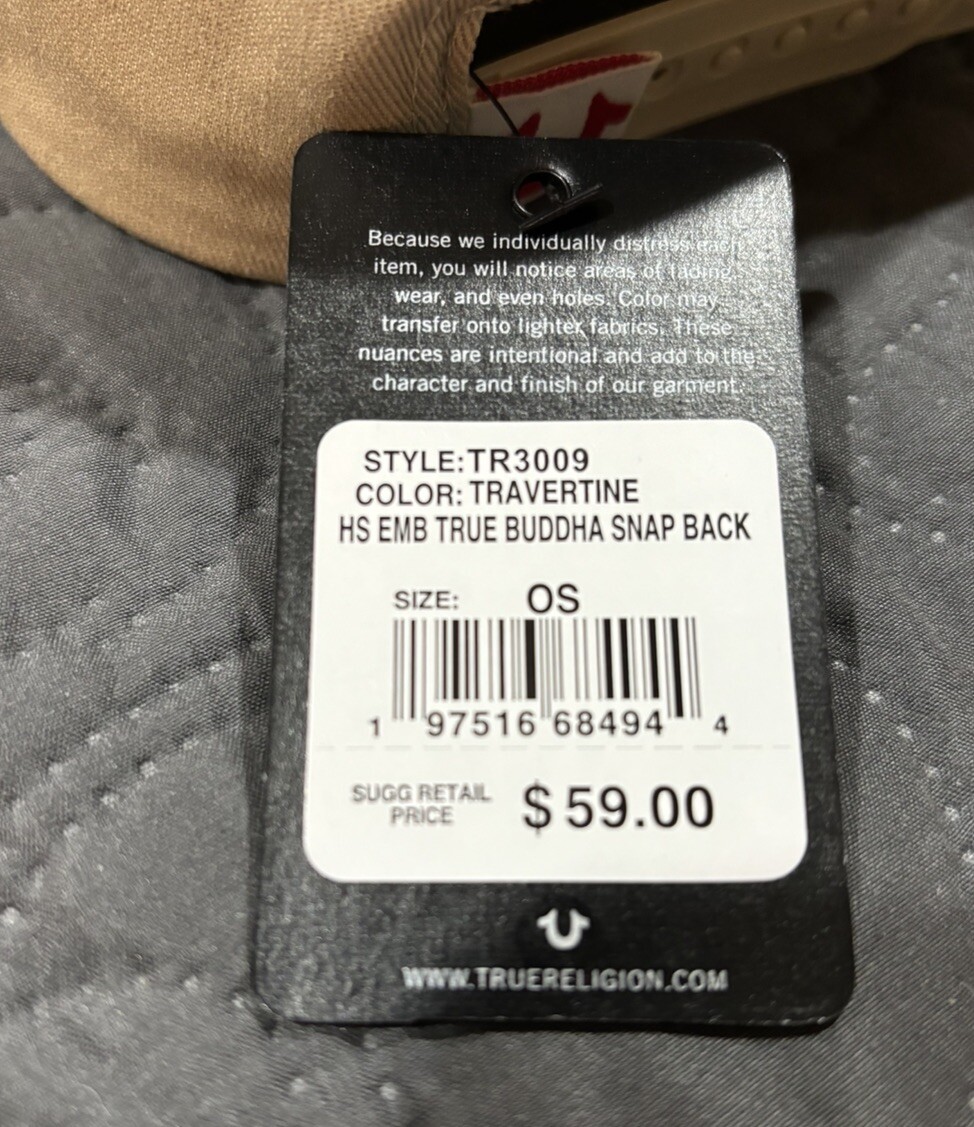 Because we individually distress each
item, you will notice areas of fading,
wear, and even holes. Color may
transfer onto lighter fabrics. These
nuances are intentional and add to the
character and finish of our garment.
STYLE:TR3009
COLOR: TRAVERTINE
HS EMB TRUE BUDDHA SNAP BACK
SIZE: OS
1 97516 68494 4
SUGG RETAIL
PRICE
$ 59.00
WWW.TRUERELIGION.COM